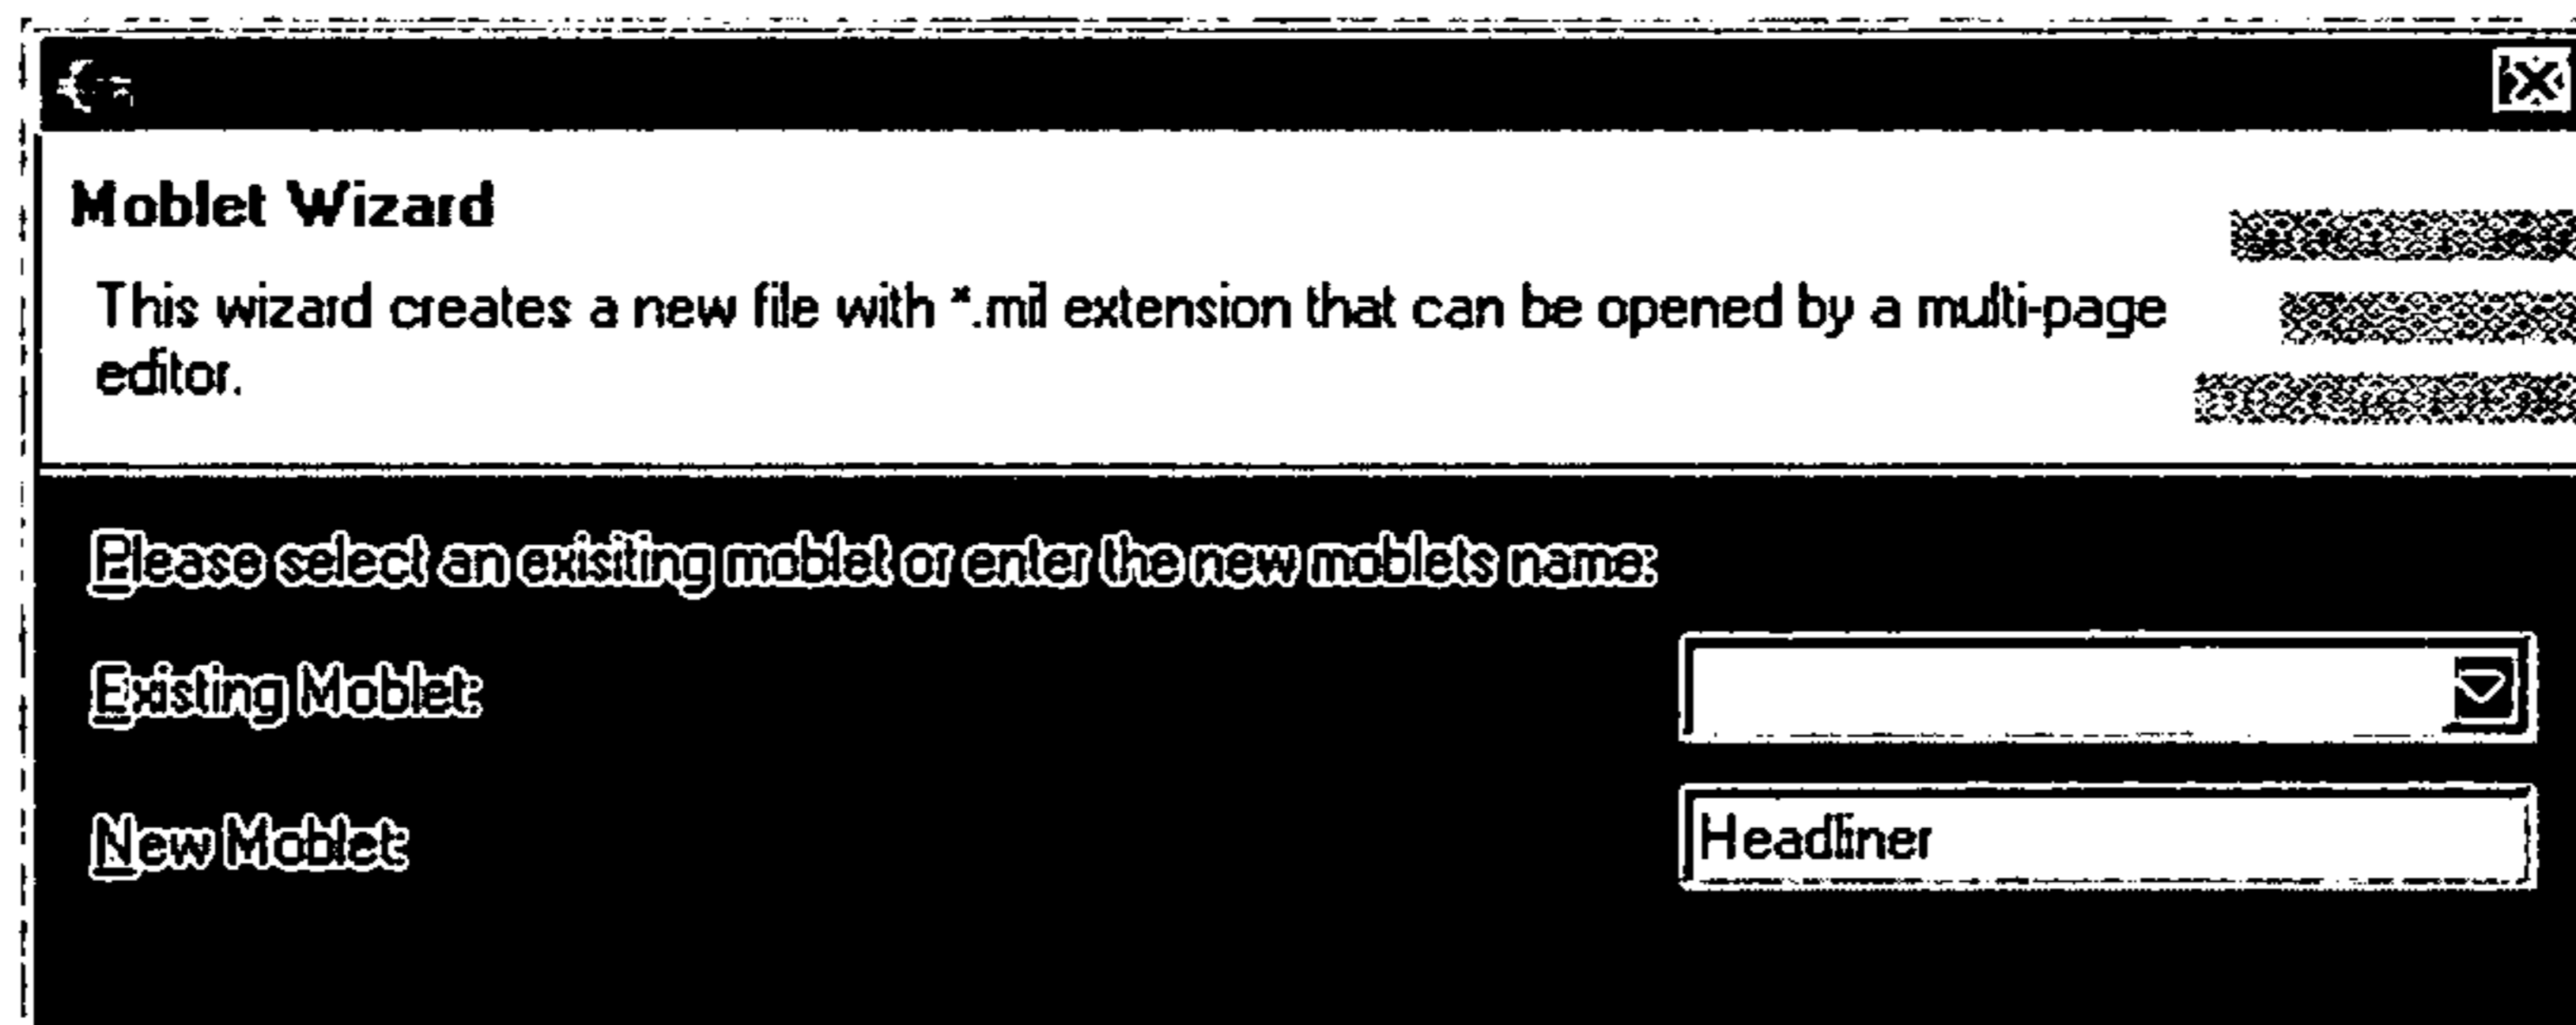 Moblet Wizard
This wizard creates a new file with *.mil extension that can be opened by a multi-page
editor.
Please select an exisiting moblet or enter the new moblets name:
Existing Moblet:
New Moblet:
Headliner